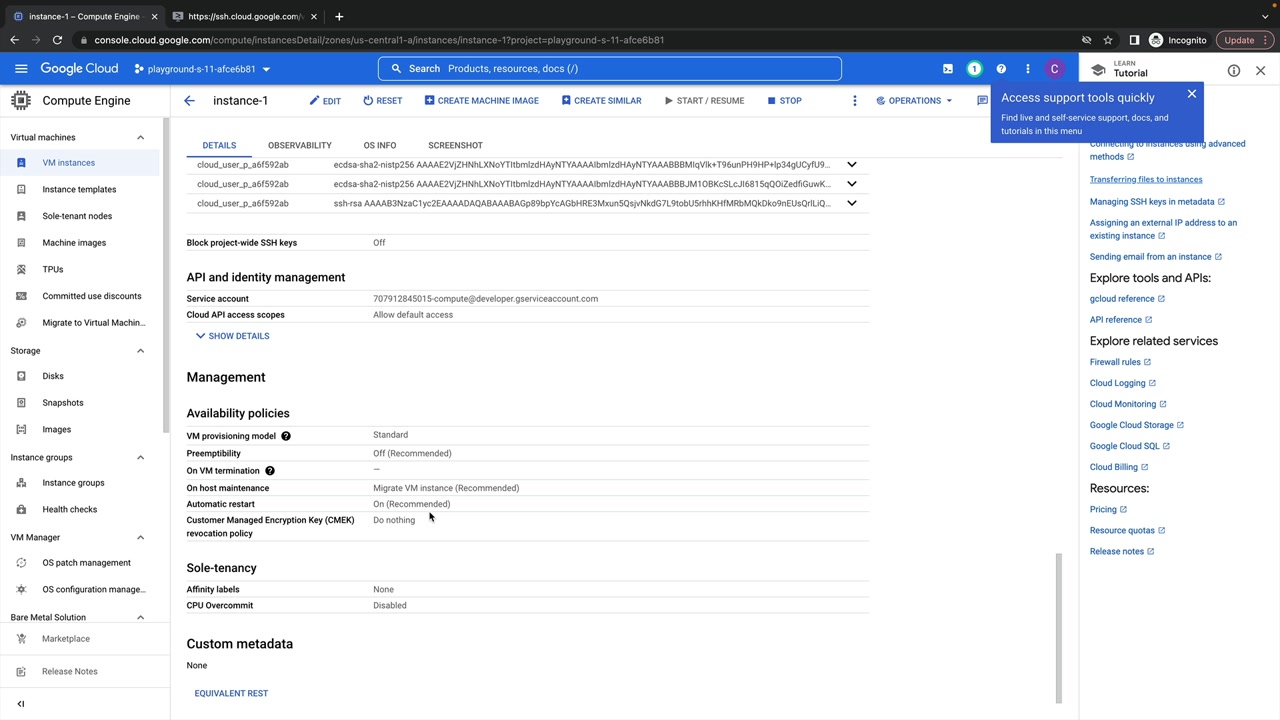 instance-1 – Compute Engine
https://ssh.cloud.google.com/
console.cloud.google.com/compute/instancesDetail/zones/us-central1-a/instances/instance-1?project=playground-s-11-afce6b81
Incognito
Update
Google Cloud
playground-s-11-afce6b81
Search Products, resources, docs (/)
1
C
LEARN
Tutorial
Compute Engine
instance-1
EDIT
RESET
CREATE MACHINE IMAGE
CREATE SIMILAR
START / RESUME
STOP
OPERATIONS
Access support tools quickly
Find live and self-service support, docs, and
tutorials in this menu
Virtual machines
VM instances
Instance templates
Sole-tenant nodes
Machine images
TPUs
Committed use discounts
Migrate to Virtual Machin...
Storage
Disks
Snapshots
Images
Instance groups
Instance groups
Health checks
VM Manager
OS patch management
OS configuration manage...
Bare Metal Solution
Marketplace
Release Notes
DETAILS
OBSERVABILITY
OS INFO
SCREENSHOT
cloud_user_p_a6f592ab
ecdsa-sha2-nistp256
cloud_user_p_a6f592ab
ecdsa-sha2-nistp256
cloud_user_p_a6f592ab
ssh-rsa
Block project-wide SSH keys Off
API and identity management
Service account 707912845015-compute@developer.gserviceaccount.com
Cloud API access scopes Allow default access
SHOW DETAILS
Management
Availability policies
VM provisioning model Standard
Preemptibility Off (Recommended)
On VM termination —
On host maintenance Migrate VM instance (Recommended)
Automatic restart On (Recommended)
Customer Managed Encryption Key (CMEK) Do nothing
revocation policy
Sole-tenancy
Affinity labels None
CPU Overcommit Disabled
Custom metadata
None
EQUIVALENT REST
Connecting to instances using advanced
methods
Transferring files to instances
Managing SSH keys in metadata
Assigning an external IP address to an
existing instance
Sending email from an instance
Explore tools and APIs:
gcloud reference
API reference
Explore related services
Firewall rules
Cloud Logging
Cloud Monitoring
Google Cloud Storage
Google Cloud SQL
Cloud Billing
Resources:
Pricing
Resource quotas
Release notes